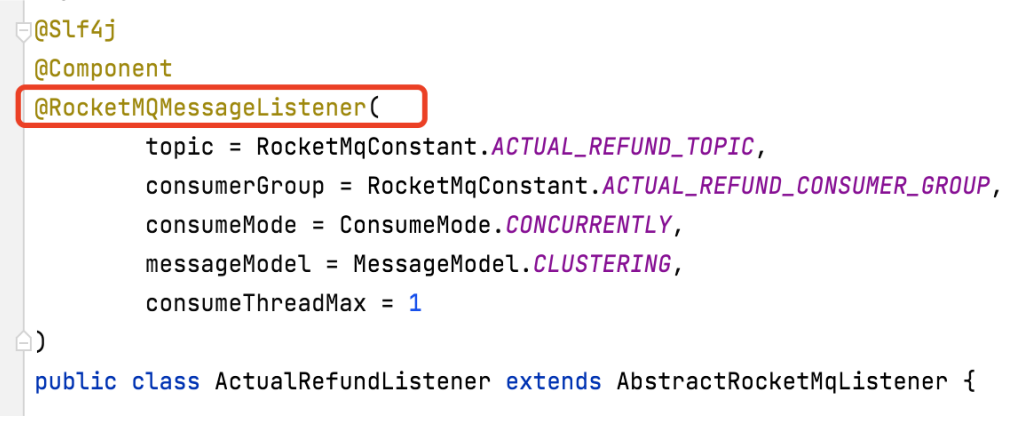 @Slf4j
@Component
@RocketMQMessageListener(
topic = RocketMqConstant.ACTUAL_REFUND_TOPIC,
consumerGroup = RocketMqConstant.ACTUAL_REFUND_CONSUMER_GROUP,
consumeMode = ConsumeMode.CONCURRENTLY,
messageModel = MessageModel.CLUSTERING,
consumeThreadMax = 1
)
public class ActualRefundListener extends AbstractRocketMqListener {